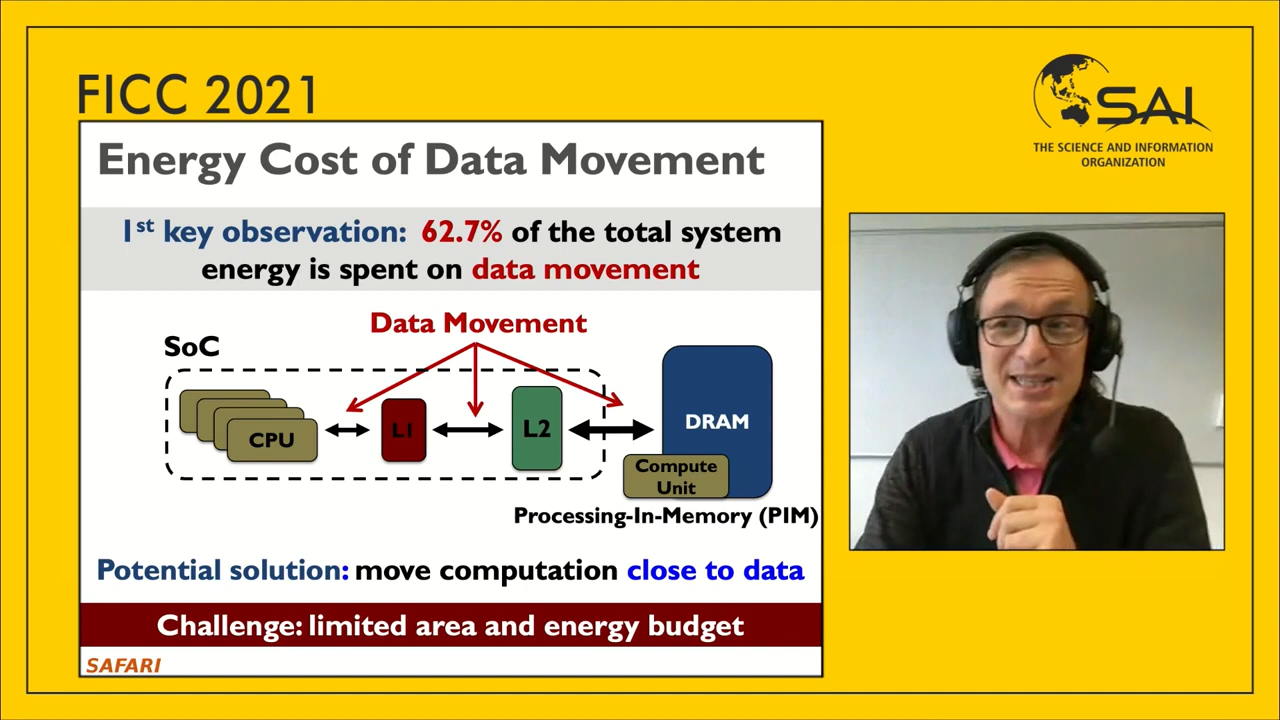 FICC 2021
SAI
THE SCIENCE AND INFORMATION
ORGANIZATION
Energy Cost of Data Movement
1st key observation: 62.7% of the total system
energy is spent on data movement
Data Movement
SoC
CPU
L1
L2
DRAM
Compute
Unit
Processing-In-Memory (PIM)
Potential solution: move computation close to data
Challenge: limited area and energy budget
SAFARI